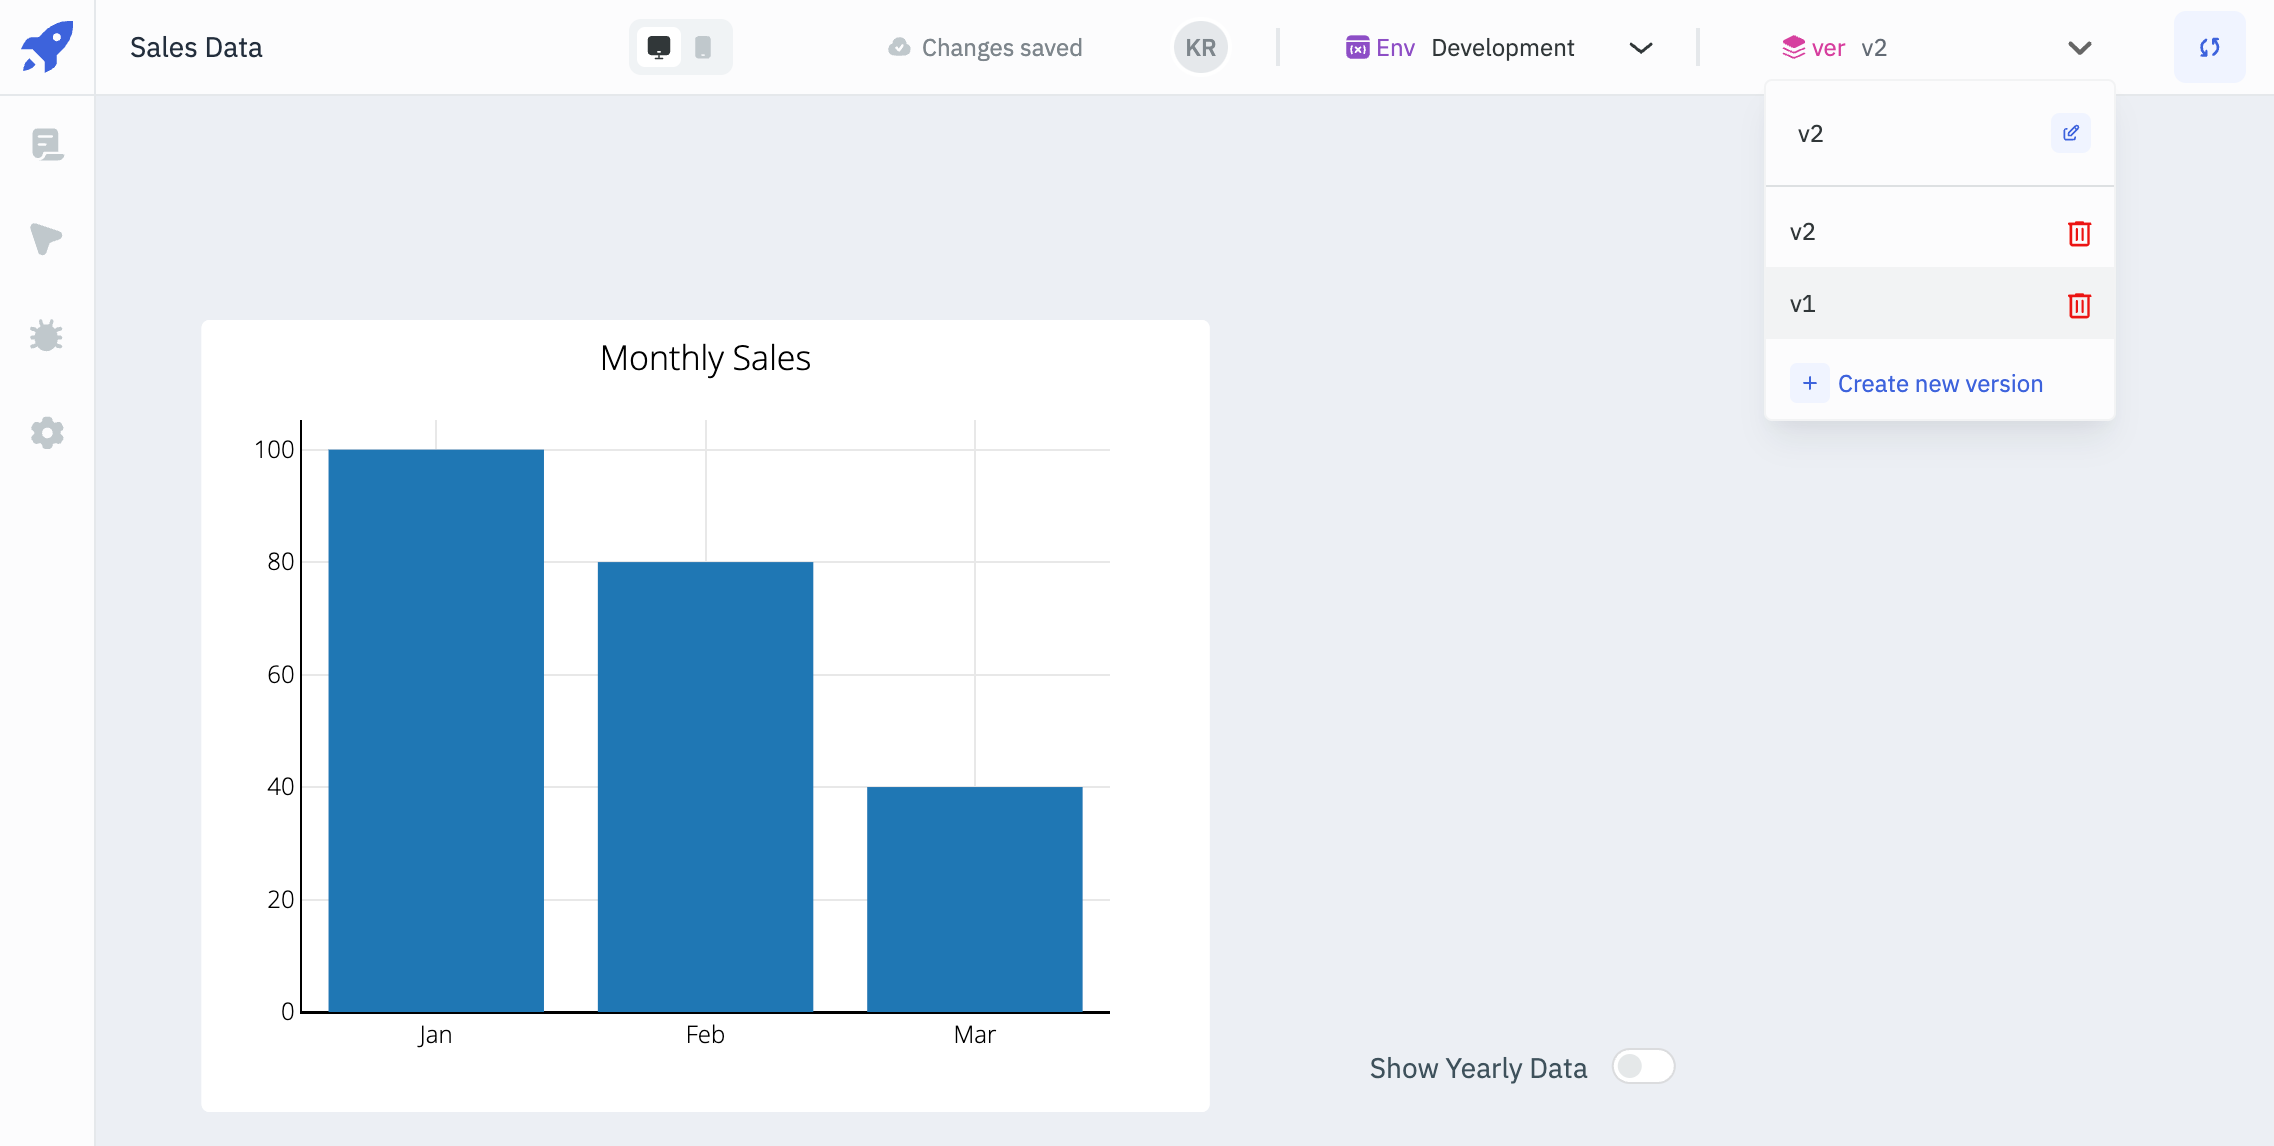 Sales Data
Changes saved
KR
Env Development
ver v2
v2
v2
v1
+ Create new version
Monthly Sales
100
80
60
40
20
0
Jan Feb Mar
Show Yearly Data